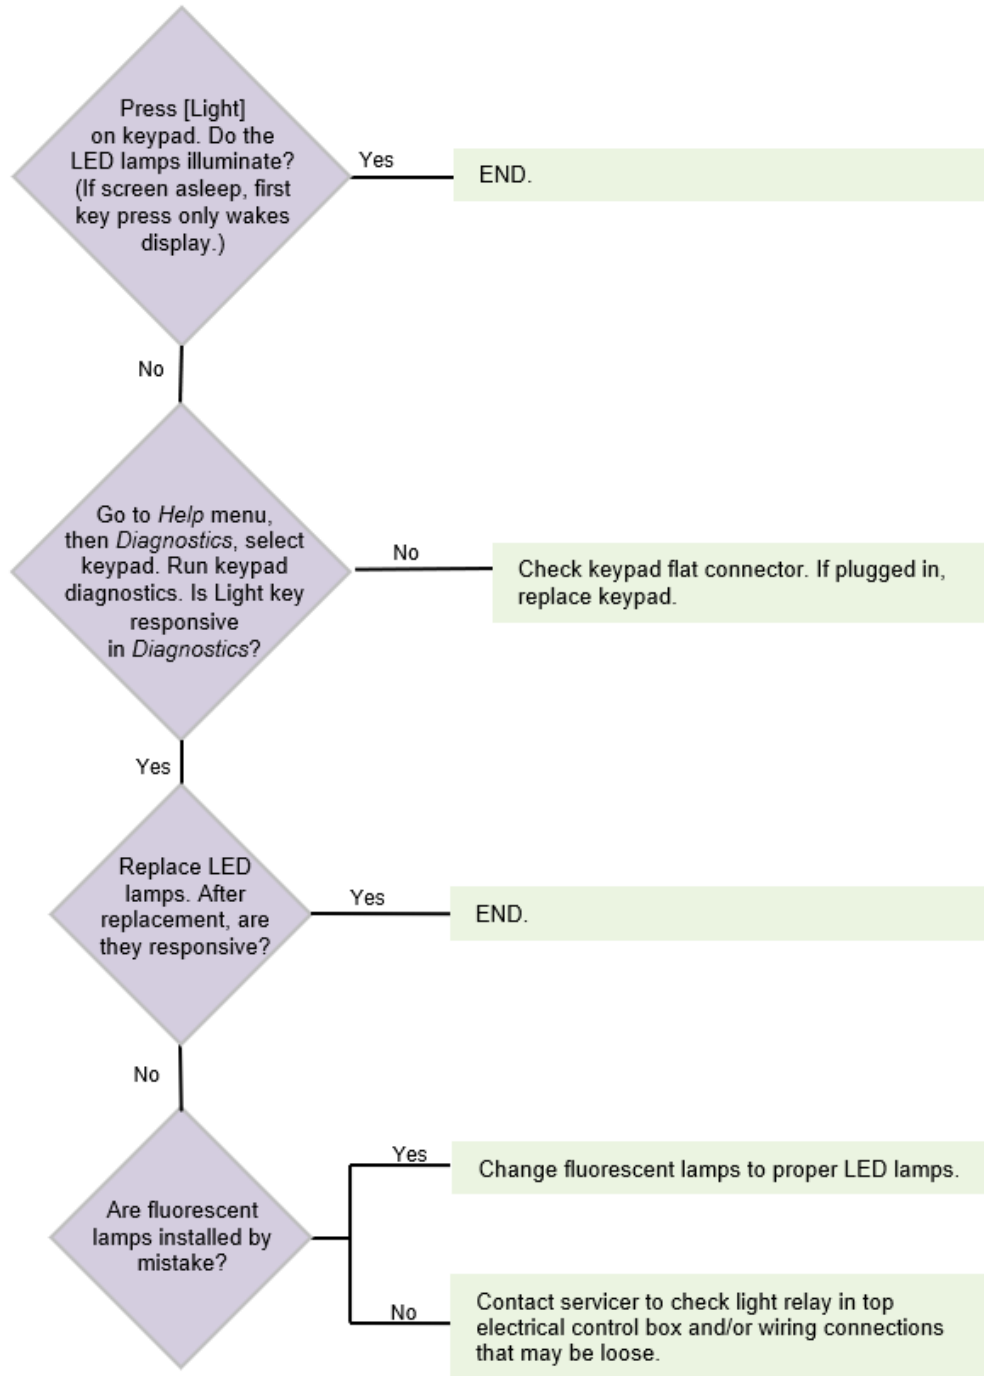 Press [Light]
on keypad. Do the
LED lamps illuminate?
(If screen asleep, first
key press only wakes
display.)
Yes
END.
No
Go to Help menu,
then Diagnostics, select
keypad. Run keypad
diagnostics. Is Light key
responsive
in Diagnostics?
No
Check keypad flat connector. If plugged in,
replace keypad.
Yes
Replace LED
lamps. After
replacement, are
they responsive?
Yes
END.
No
Are fluorescent
lamps installed by
mistake?
Yes
Change fluorescent lamps to proper LED lamps.
No
Contact servicer to check light relay in top
electrical control box and/or wiring connections
that may be loose.